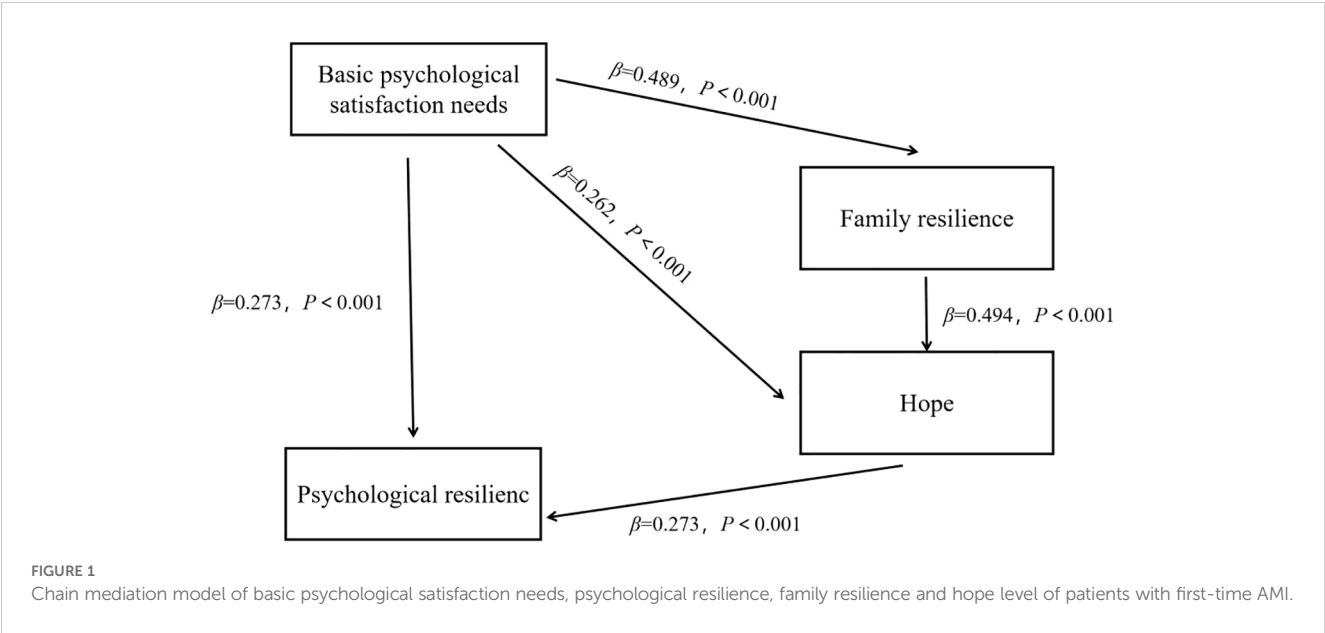 Basic psychological
satisfaction needs
β=0.489, P < 0.001
β=0.262, P < 0.001
Family resilience
β=0.273, P < 0.001
β=0.494, P < 0.001
Hope
Psychological resilienc
β=0.273, P < 0.001
FIGURE 1
Chain mediation model of basic psychological satisfaction needs, psychological resilience, family resilience and hope level of patients with first-time AMI.